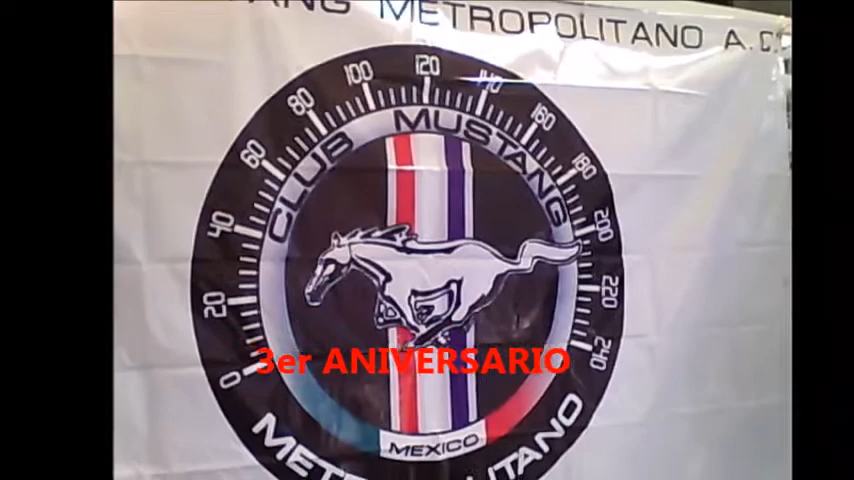 METROPOLITANO A.C.
CLUB MUSTANG
0 20 40 60 80 100 120 140 160 180 200 220 240
3er ANIVERSARIO
MEXICO